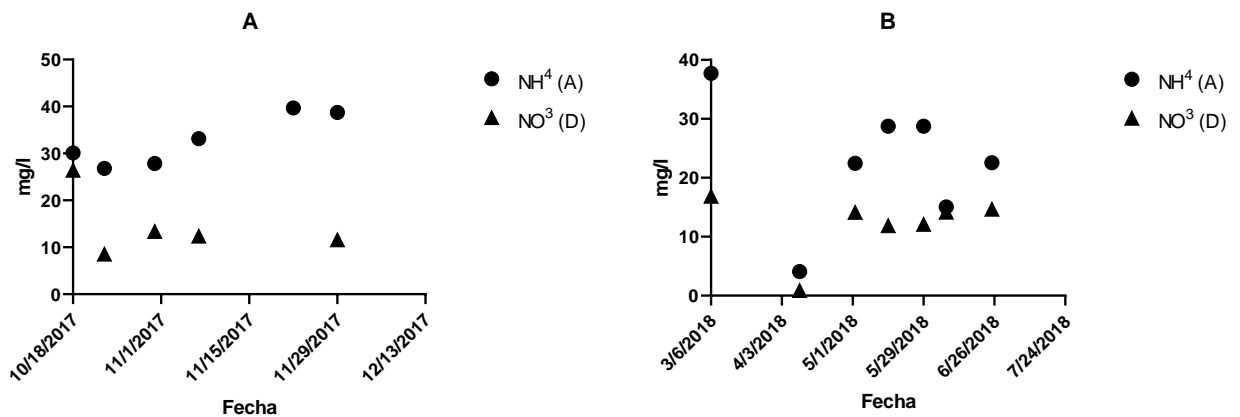 A
50
40
30
20
10
0
mg/l
10/18/2017
11/1/2017
11/15/2017
11/29/2017
12/13/2017
Fecha
NH⁴ (A)
NO³ (D)
B
40
30
20
10
0
mg/l
3/6/2018
4/3/2018
5/1/2018
5/29/2018
6/26/2018
7/24/2018
Fecha
NH⁴ (A)
NO³ (D)